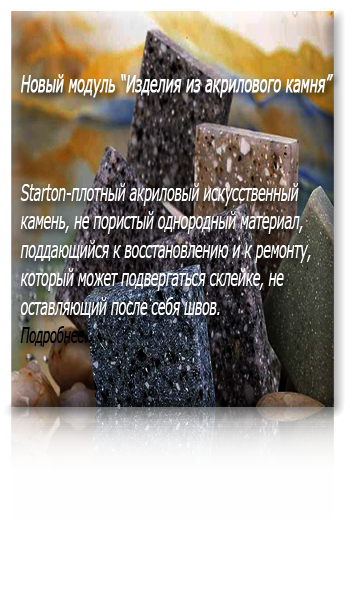 Новый модуль "Изделия из акрилового камня"
Starton-плотный акриловый искусственный
камень, не пористый однородный материал,
поддающийся к восстановлению и к ремонту,
который может подвергаться склейке, не
оставляющий после себя швов.
Подробнее...